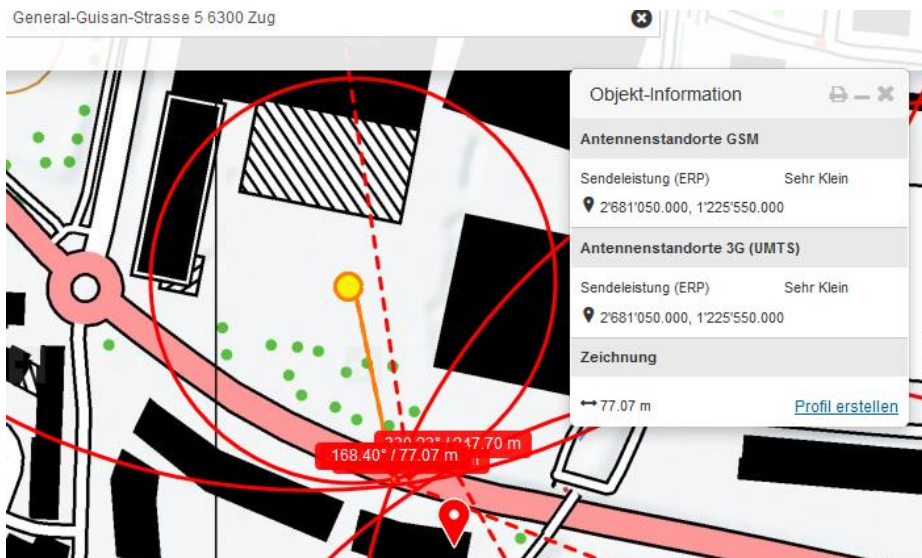 General-Guisan-Strasse 5 6300 Zug
Objekt-Information
Antennenstandorte GSM
Sendeleistung (ERP) Sehr Klein
2'681'050.000, 1'225'550.000
Antennenstandorte 3G (UMTS)
Sendeleistung (ERP) Sehr Klein
2'681'050.000, 1'225'550.000
Zeichnung
77.07 m Profil erstellen
247.70 m
168.40° / 77.07 m